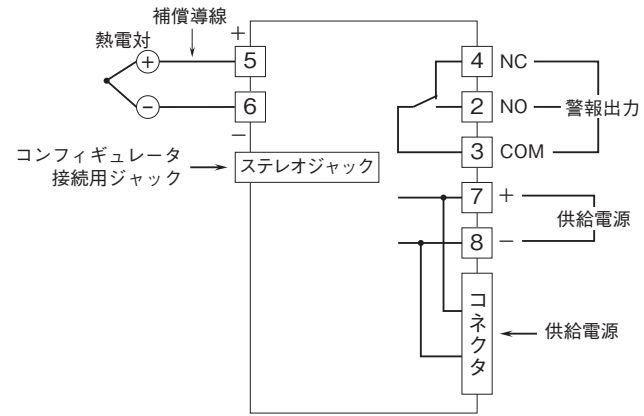 補償導線
熱電対
+
5
+
6
−
−
コンフィギュレータ
接続用ジャック
ステレオジャック
4 NC
2 NO
警報出力
3 COM
7 +
供給電源
8 −
コネクタ
供給電源